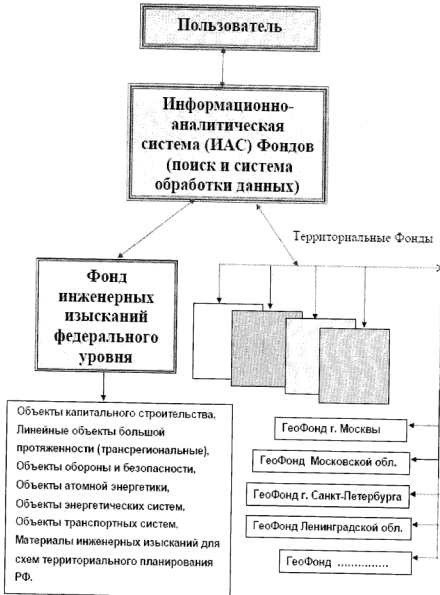 Пользователь
Информационно-
аналитическая
система (ИАС) Фондов
(поиск и система
обработки данных)
Территориальные Фонды
Фонд
инженерных
изысканий
федерального
уровня
Объекты капитального строительства,
Линейные объекты большой
протяженности (трансрегиональные),
Объекты обороны и безопасности,
Объекты атомной энергетики,
Объекты энергетических систем,
Объекты транспортных систем,
Материалы инженерных изысканий для
схем территориального планирования
РФ.
ГеоФонд г. Москвы
ГеоФонд Московской обл.
ГеоФонд г. Санкт-Петербурга
ГеоФонд Ленинградской обл.
ГеоФонд ...............